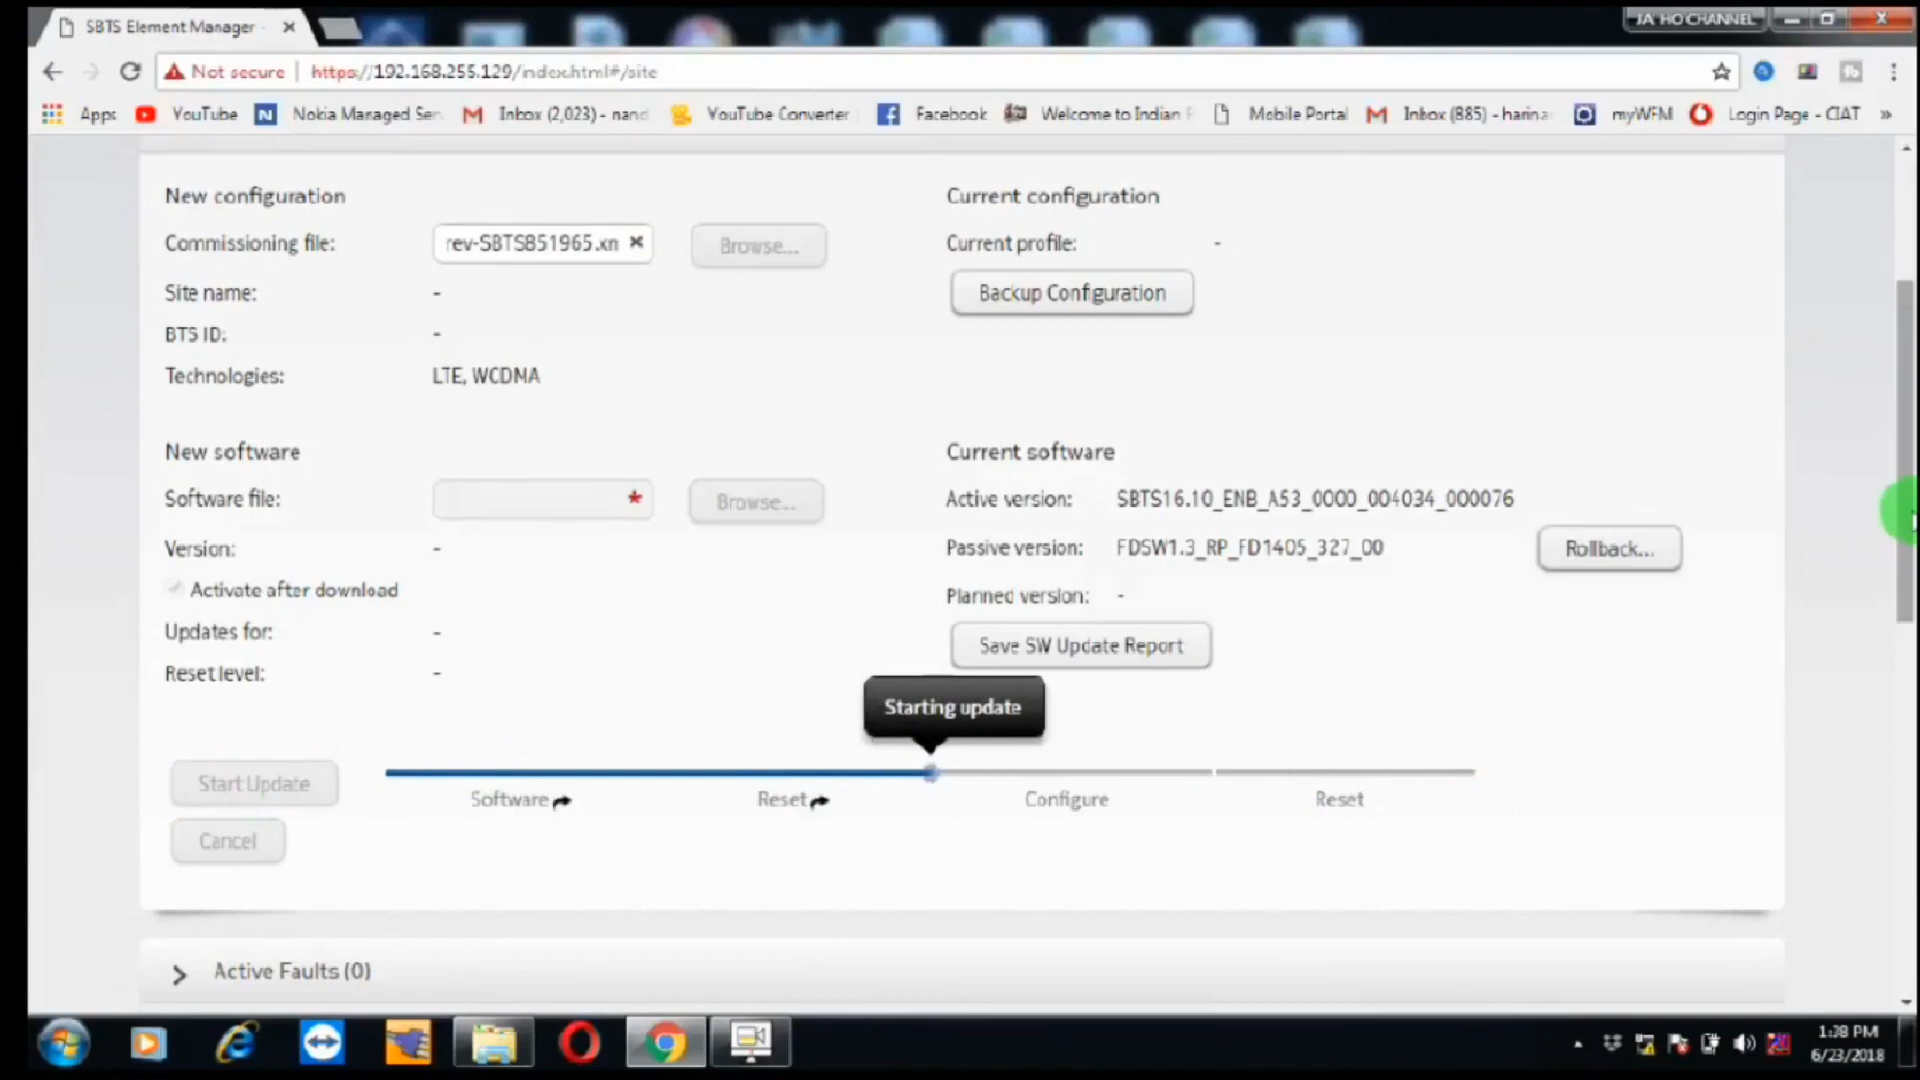 SBTS Element Manager
JAI HO CHANNEL
Not secure https://192.168.255.129/index.html#/site
Apps YouTube Nokia Managed Ser Inbox (2,023) - nand YouTube Converter Facebook Welcome to Indian Mobile Portal Inbox (885) - harina myWFM Login Page - CIAT »
New configuration
Current configuration
Commissioning file: rev-SBTS851965.xn Browse...
Current profile: -
Site name: -
Backup Configuration
BTS ID: -
Technologies: LTE, WCDMA
New software
Current software
Software file: * Browse...
Active version: SBTS16.10_ENB_A53_0000_004034_000076
Version: -
Passive version: FDSW1.3_RP_FD1405_327_00 Rollback...
Activate after download
Planned version: -
Updates for: -
Save SW Update Report
Reset level: -
Starting update
Start Update
Software Reset Configure Reset
Cancel
Active Faults (0)
1:38 PM
6/23/2018